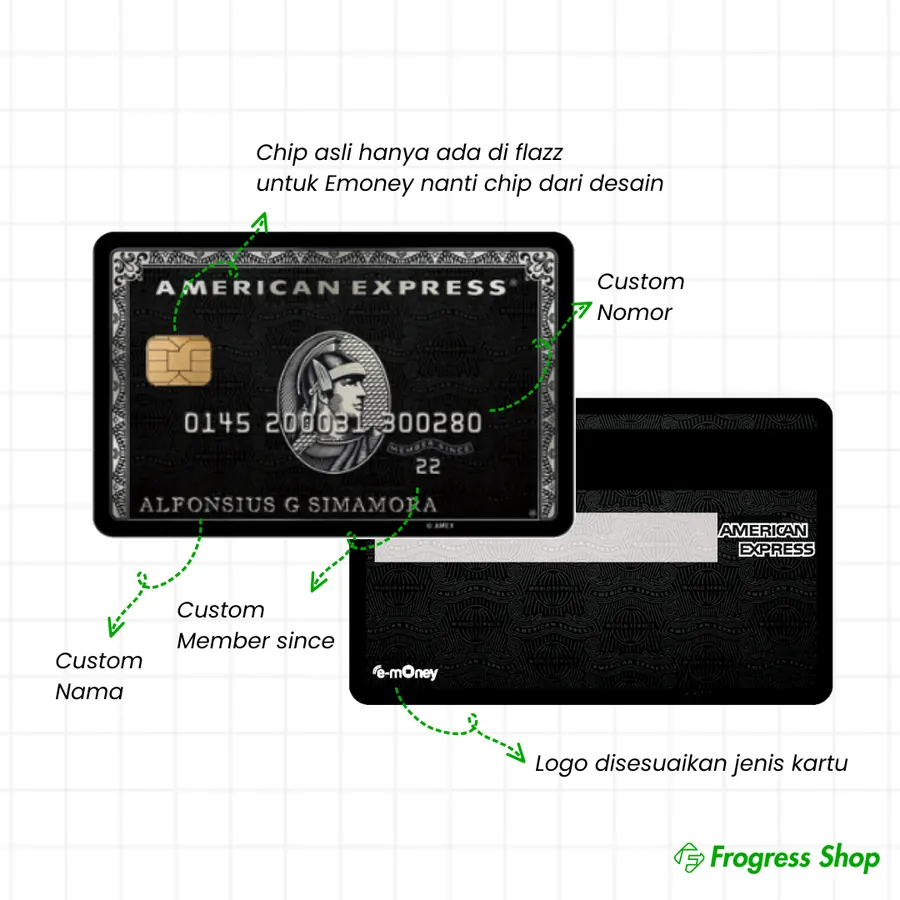 Chip asli hanya ada di flazz
untuk Emoney nanti chip dari desain
AMERICAN EXPRESS®
Custom
Nomor
0145 200031 300280
MEMBER SINCE
22
ALFONSIUS G SIMAMORA
© AMEX
AMERICAN
EXPRESS
Custom
Member since
Custom
Nama
e-money
Logo disesuaikan jenis kartu
Frogress Shop